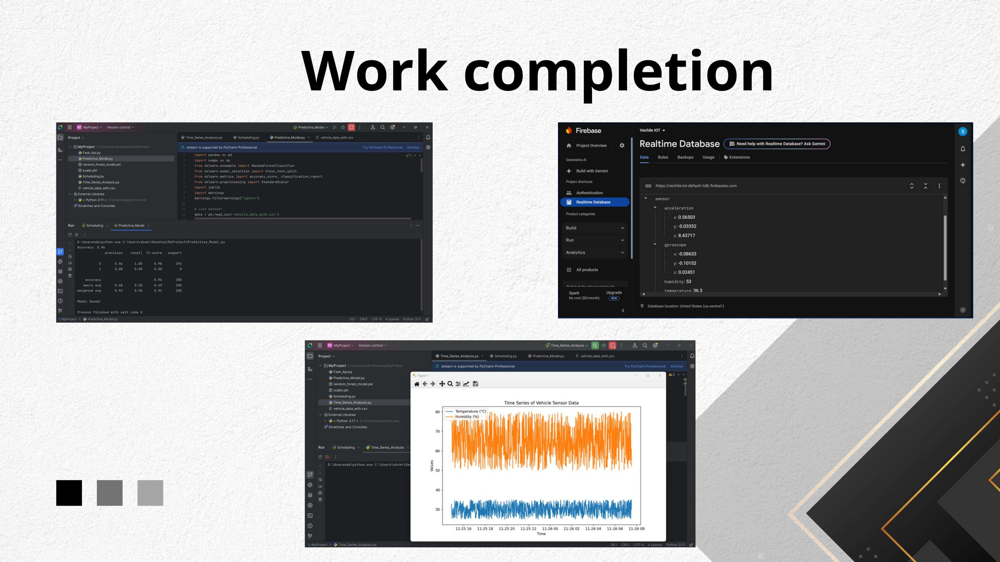 Work completion
MyProject Version control Predictive_Model
Project
Time_Series_Analysis.py Scheduling.py Predictive_Model.py vehicle_data_with.csv
MyProject C:\Users\shukr\Desktop\MyProject
Fask_Api.py
Predictive_Model.py
random_forest_model.pkl
scaler.pkl
Scheduling.py
Time_Series_Analysis.py
vehicle_data_with.csv
External Libraries
< Python 3.11 > D:\Anaconda\python.exe
Scratches and Consoles
sklearn is supported by PyCharm Professional Try PyCharm Professional Dismiss
1 import pandas as pd
2 import numpy as np
3 from sklearn.ensemble import RandomForestClassifier
4 from sklearn.model_selection import train_test_split
5 from sklearn.metrics import accuracy_score, classification_report
6 from sklearn.preprocessing import StandardScaler
7 import joblib
8 import warnings
9 warnings.filterwarnings("ignore")
10
11 # Load dataset
12 data = pd.read_csv('vehicle_data_with.csv')
1
Run Scheduling Predictive_Model
D:\Anaconda\python.exe C:\Users\shukr\Desktop\MyProject\Predictive_Model.py
Accuracy: 0.96
precision recall f1-score support
0 0.96 1.00 0.98 192
1 0.00 0.00 0.00 8
accuracy 0.96 200
macro avg 0.48 0.50 0.49 200
weighted avg 0.92 0.96 0.94 200
Model Saved!
Process finished with exit code 0
MyProject > Predictive_Model.py 33:1 CRLF UTF-8 4 spaces Python 3.11
Firebase
Project Overview
Generative AI
Build with Gemini
Project shortcuts
Authentication
Realtime Database
Product categories
Build
Run
Analytics
All products
Related development tools
Spark
No cost ($0/month)
Upgrade
NEW
Vechile IOT
Realtime Database
Need help with Realtime Database? Ask Gemini
Data Rules Backups Usage Extensions
S
https://vechile-iot-default-rtdb.firebaseio.com
sensor
acceleration
x: 0.56503
y: -0.03352
z: 8.43717
gyroscope
x: -0.08633
y: -0.10152
z: 0.02451
humidity: 53
temperature: 36.3
Database location: United States (us-central1)
MP MyProject Version control Time_Series_Analysis
Project
Time_Series_Analysis.py Scheduling.py Predictive_Model.py vehicle_data_with.csv
MyProject C:\Users\shukr\Desktop\MyProject
Fask_Api.py
Predictive_Model.py
random_forest_model.pkl
scaler.pkl
Scheduling.py
Time_Series_Analysis.py
vehicle_data_with.csv
External Libraries
< Python 3.11 > D:\Anaconda\python.exe
Scratches and Consoles
sklearn is supported by PyCharm Professional Try PyCharm Professional Dismiss
2
Run Scheduling Time_Series_Analysis
D:\Anaconda\python.exe C:\Users\shukr\De
Figure 1
Time Series of Vehicle Sensor Data
Temperature (°C)
Humidity (%)
80
70
60
50
40
30
Values
11-25 16 11-25 18 11-25 20 11-25 22 11-26 00 11-26 02 11-26 04 11-26 06 11-26 08
Time
MyProject > Time_Series_Analysis.py 38:1 CRLF UTF-8 4 spaces Python 3.11